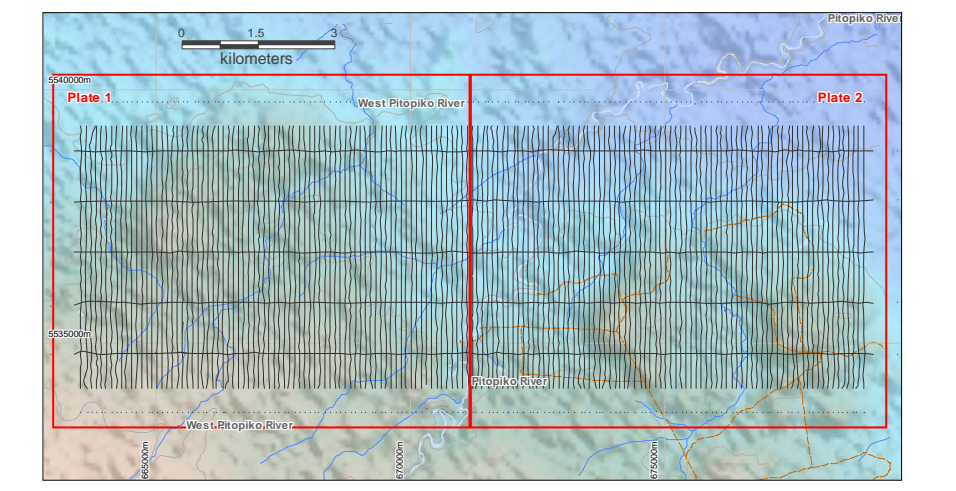 Pitopiko River
0 1.5 3
kilometers
5540000m
Plate 1
West Pitopiko River
Plate 2
5535000m
Pitopiko River
West Pitopiko River
665000m
670000m
675000m